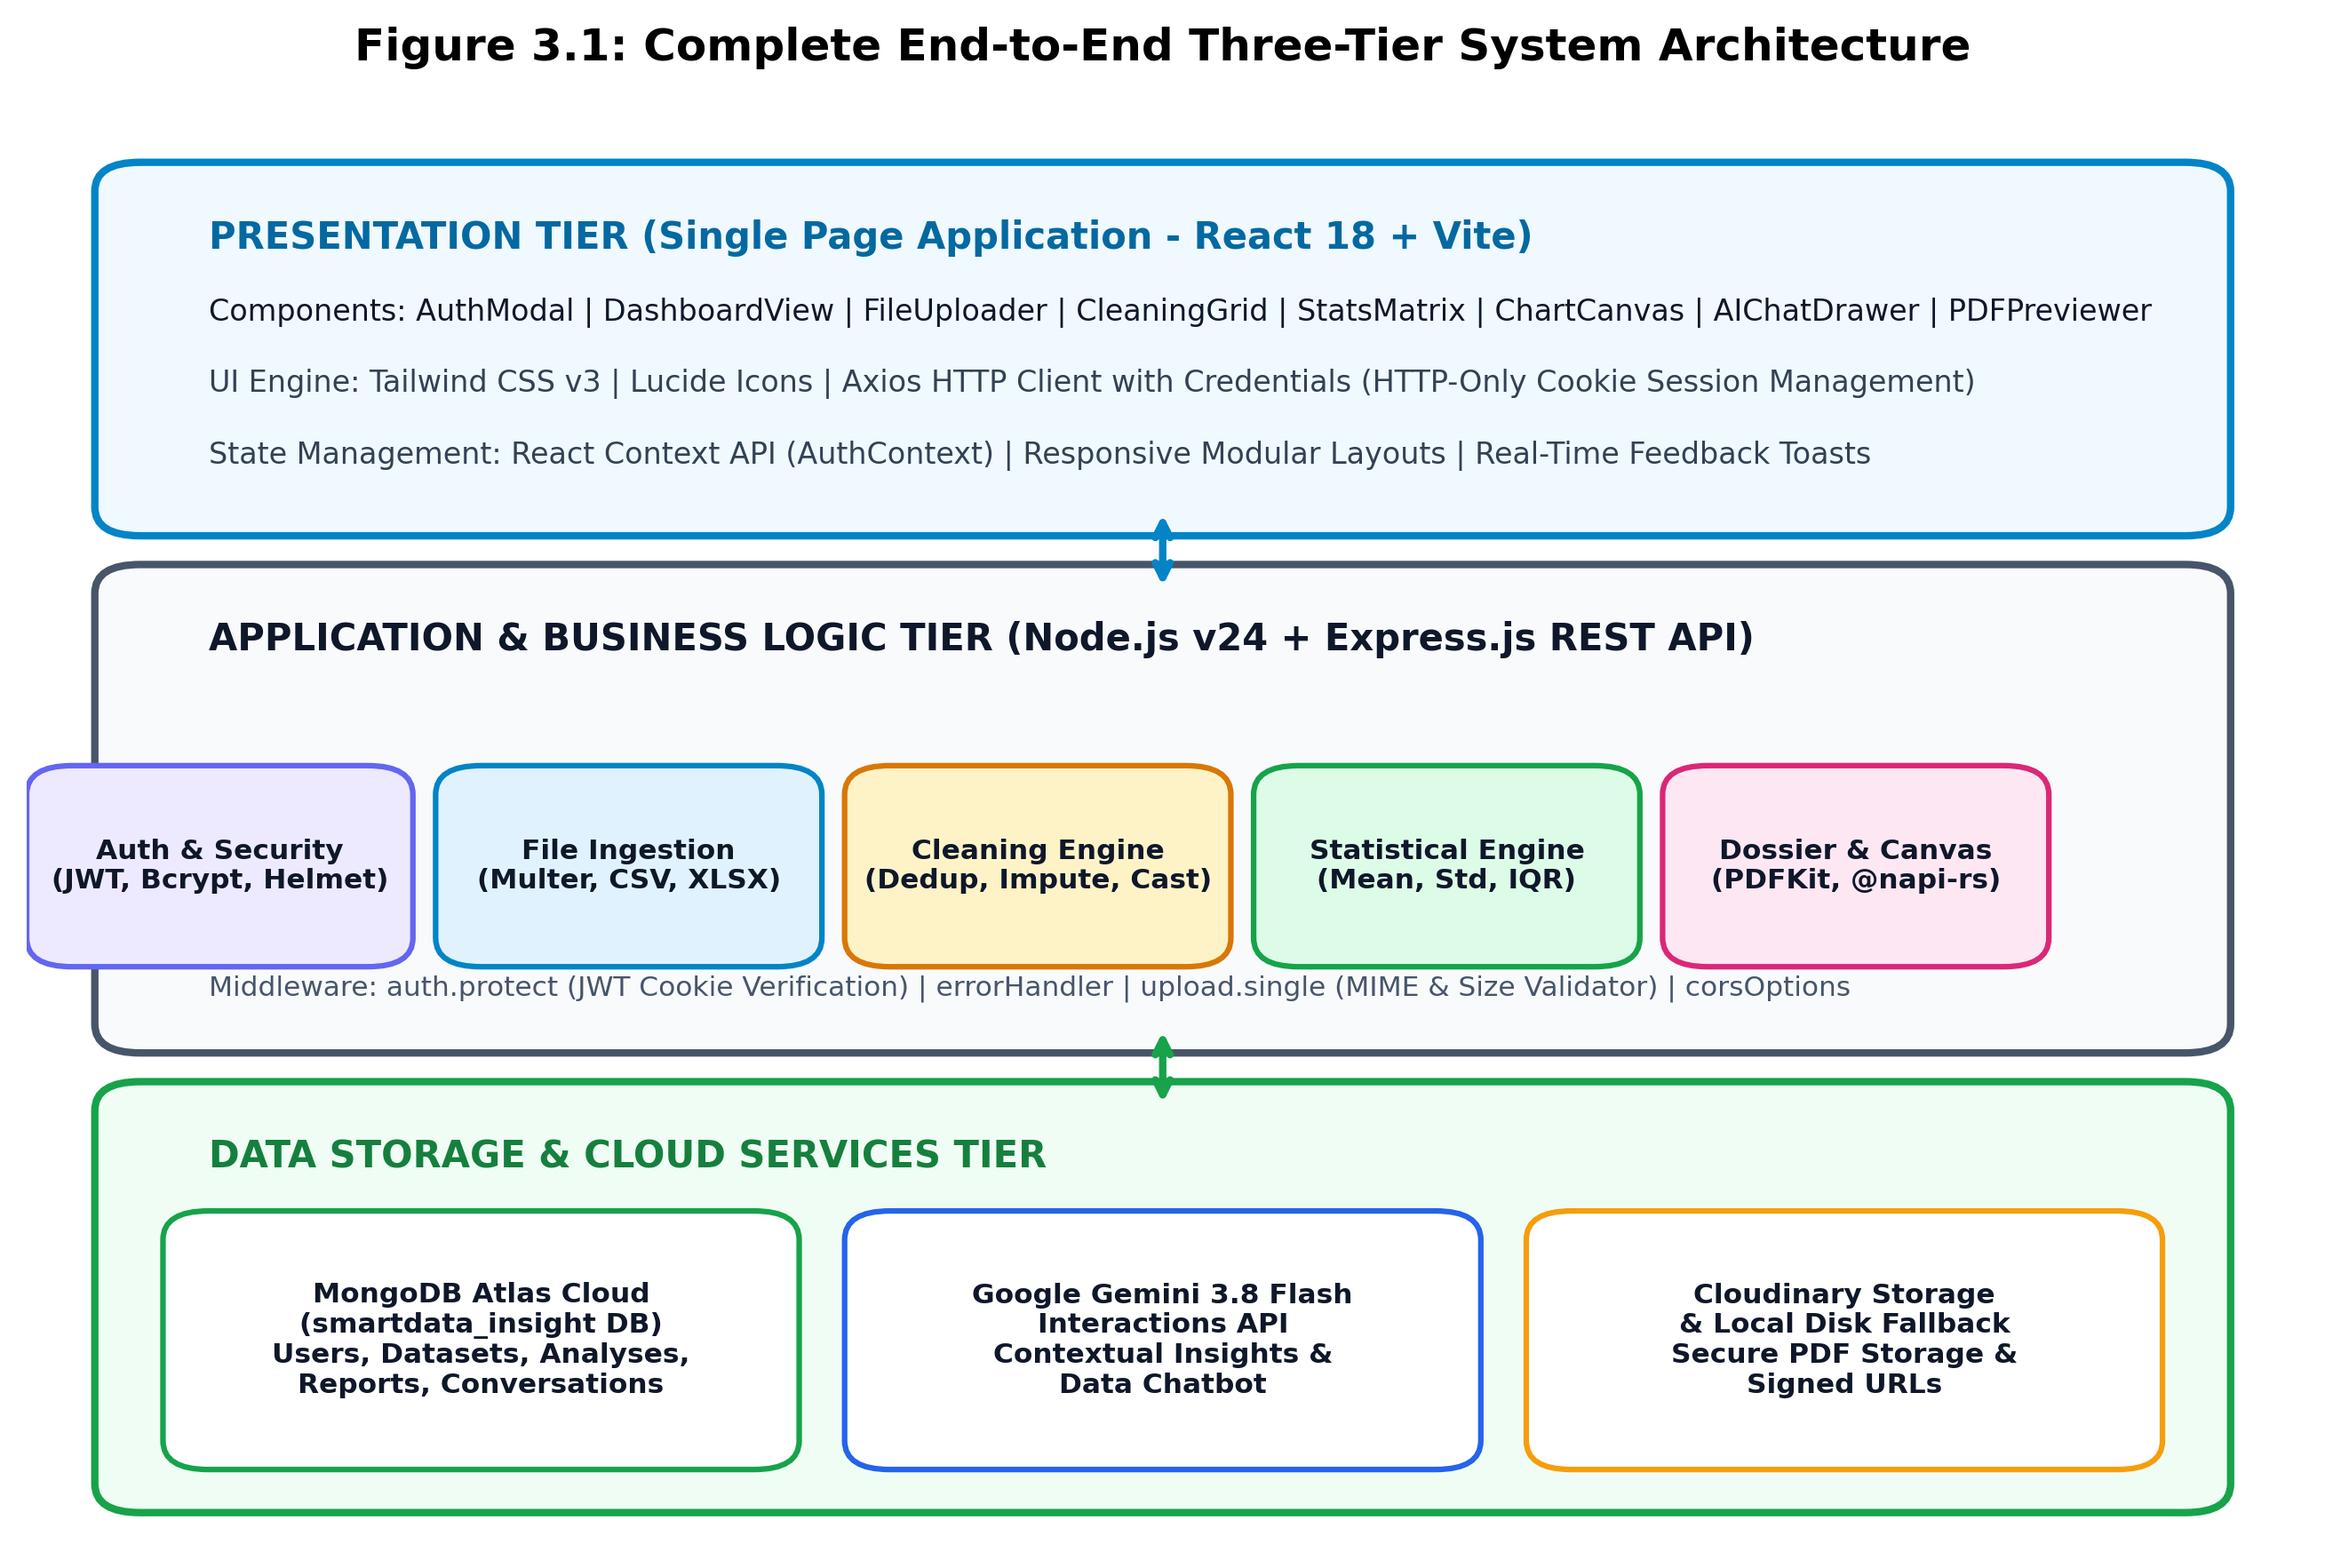 Figure 3.1: Complete End-to-End Three-Tier System Architecture
PRESENTATION TIER (Single Page Application - React 18 + Vite)
Components: AuthModal | DashboardView | FileUploader | CleaningGrid | StatsMatrix | ChartCanvas | AIChatDrawer | PDFPreviewer
UI Engine: Tailwind CSS v3 | Lucide Icons | Axios HTTP Client with Credentials (HTTP-Only Cookie Session Management)
State Management: React Context API (AuthContext) | Responsive Modular Layouts | Real-Time Feedback Toasts
APPLICATION & BUSINESS LOGIC TIER (Node.js v24 + Express.js REST API)
Auth & Security
(JWT, Bcrypt, Helmet)
File Ingestion
(Multer, CSV, XLSX)
Cleaning Engine
(Dedup, Impute, Cast)
Statistical Engine
(Mean, Std, IQR)
Dossier & Canvas
(PDFKit, @napi-rs)
Middleware: auth.protect (JWT Cookie Verification) | errorHandler | upload.single (MIME & Size Validator) | corsOptions
DATA STORAGE & CLOUD SERVICES TIER
MongoDB Atlas Cloud
(smartdata_insight DB)
Users, Datasets, Analyses,
Reports, Conversations
Google Gemini 3.8 Flash
Interactions API
Contextual Insights &
Data Chatbot
Cloudinary Storage
& Local Disk Fallback
Secure PDF Storage &
Signed URLs